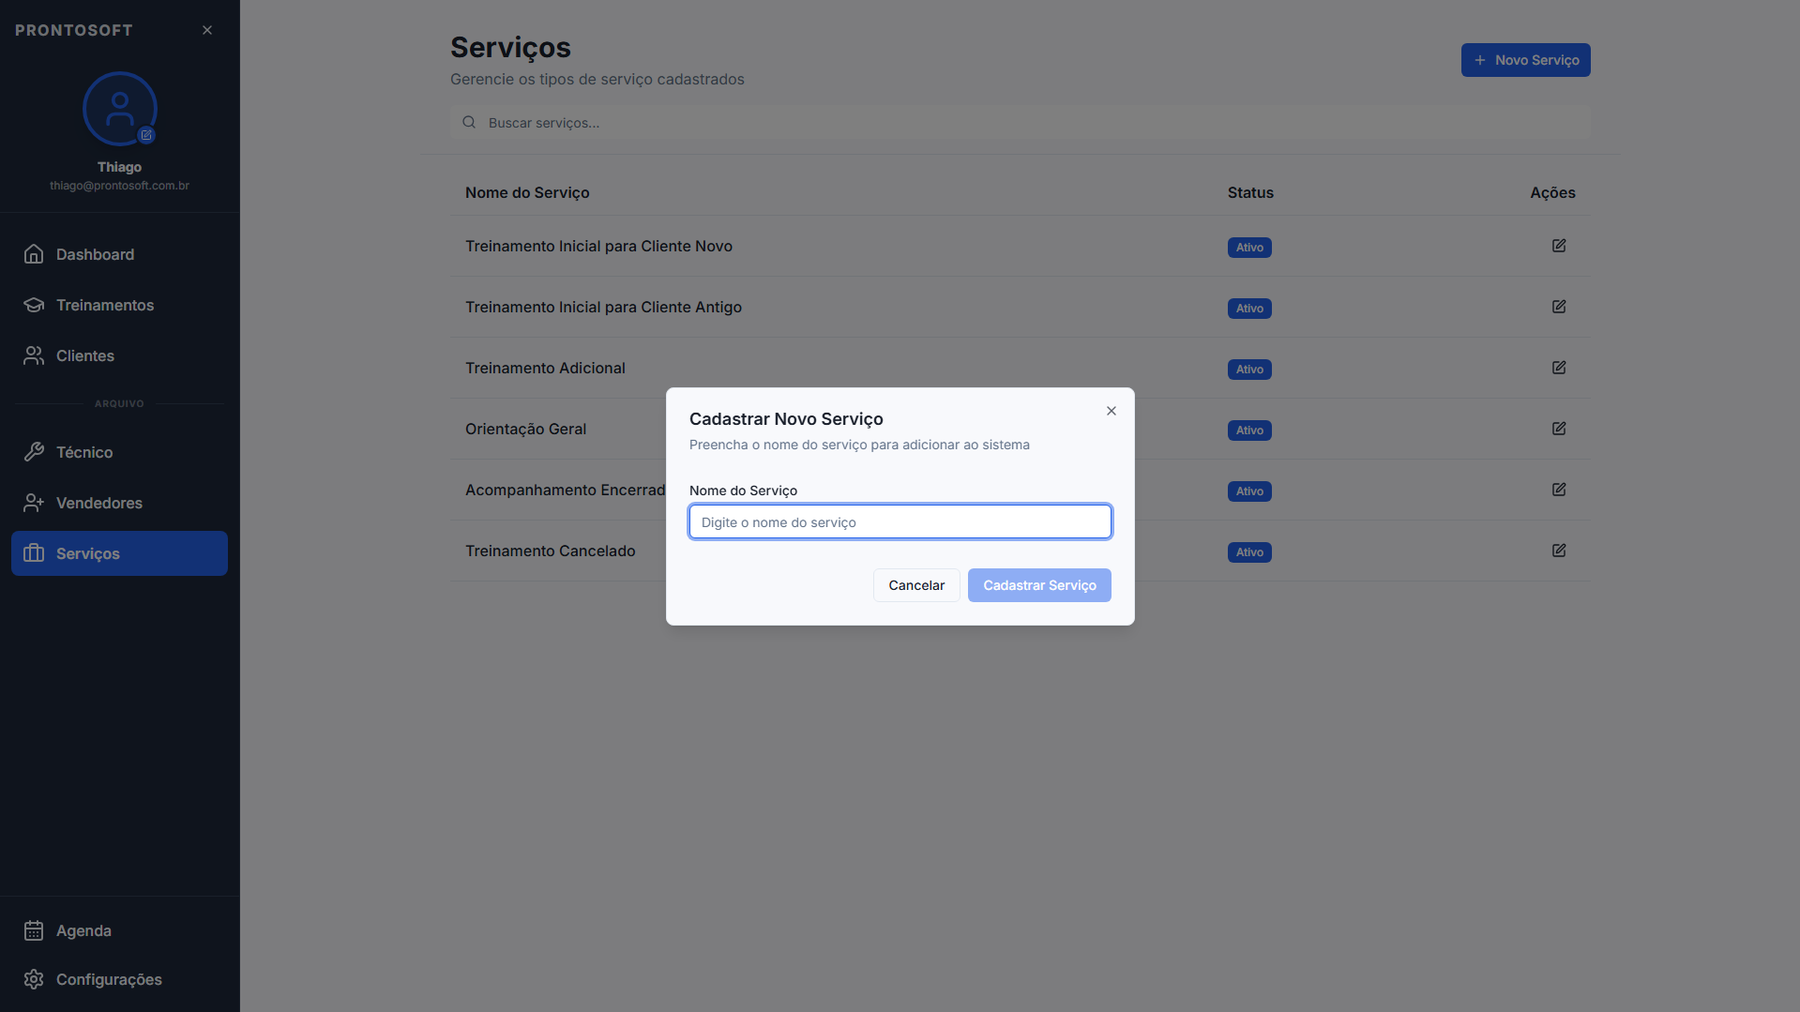 PRONTOSOFT
Thiago
thiago@prontosoft.com.br
Dashboard
Treinamentos
Clientes
ARQUIVO
Técnico
Vendedores
Serviços
Agenda
Configurações
Serviços
Gerencie os tipos de serviço cadastrados
Novo Serviço
Buscar serviços...
Nome do Serviço Status Ações
Treinamento Inicial para Cliente Novo Ativo
Treinamento Inicial para Cliente Antigo Ativo
Treinamento Adicional Ativo
Orientação Geral Ativo
Acompanhamento Encerrad Ativo
Treinamento Cancelado Ativo
Cadastrar Novo Serviço
Preencha o nome do serviço para adicionar ao sistema
Nome do Serviço
Digite o nome do serviço
Cancelar Cadastrar Serviço